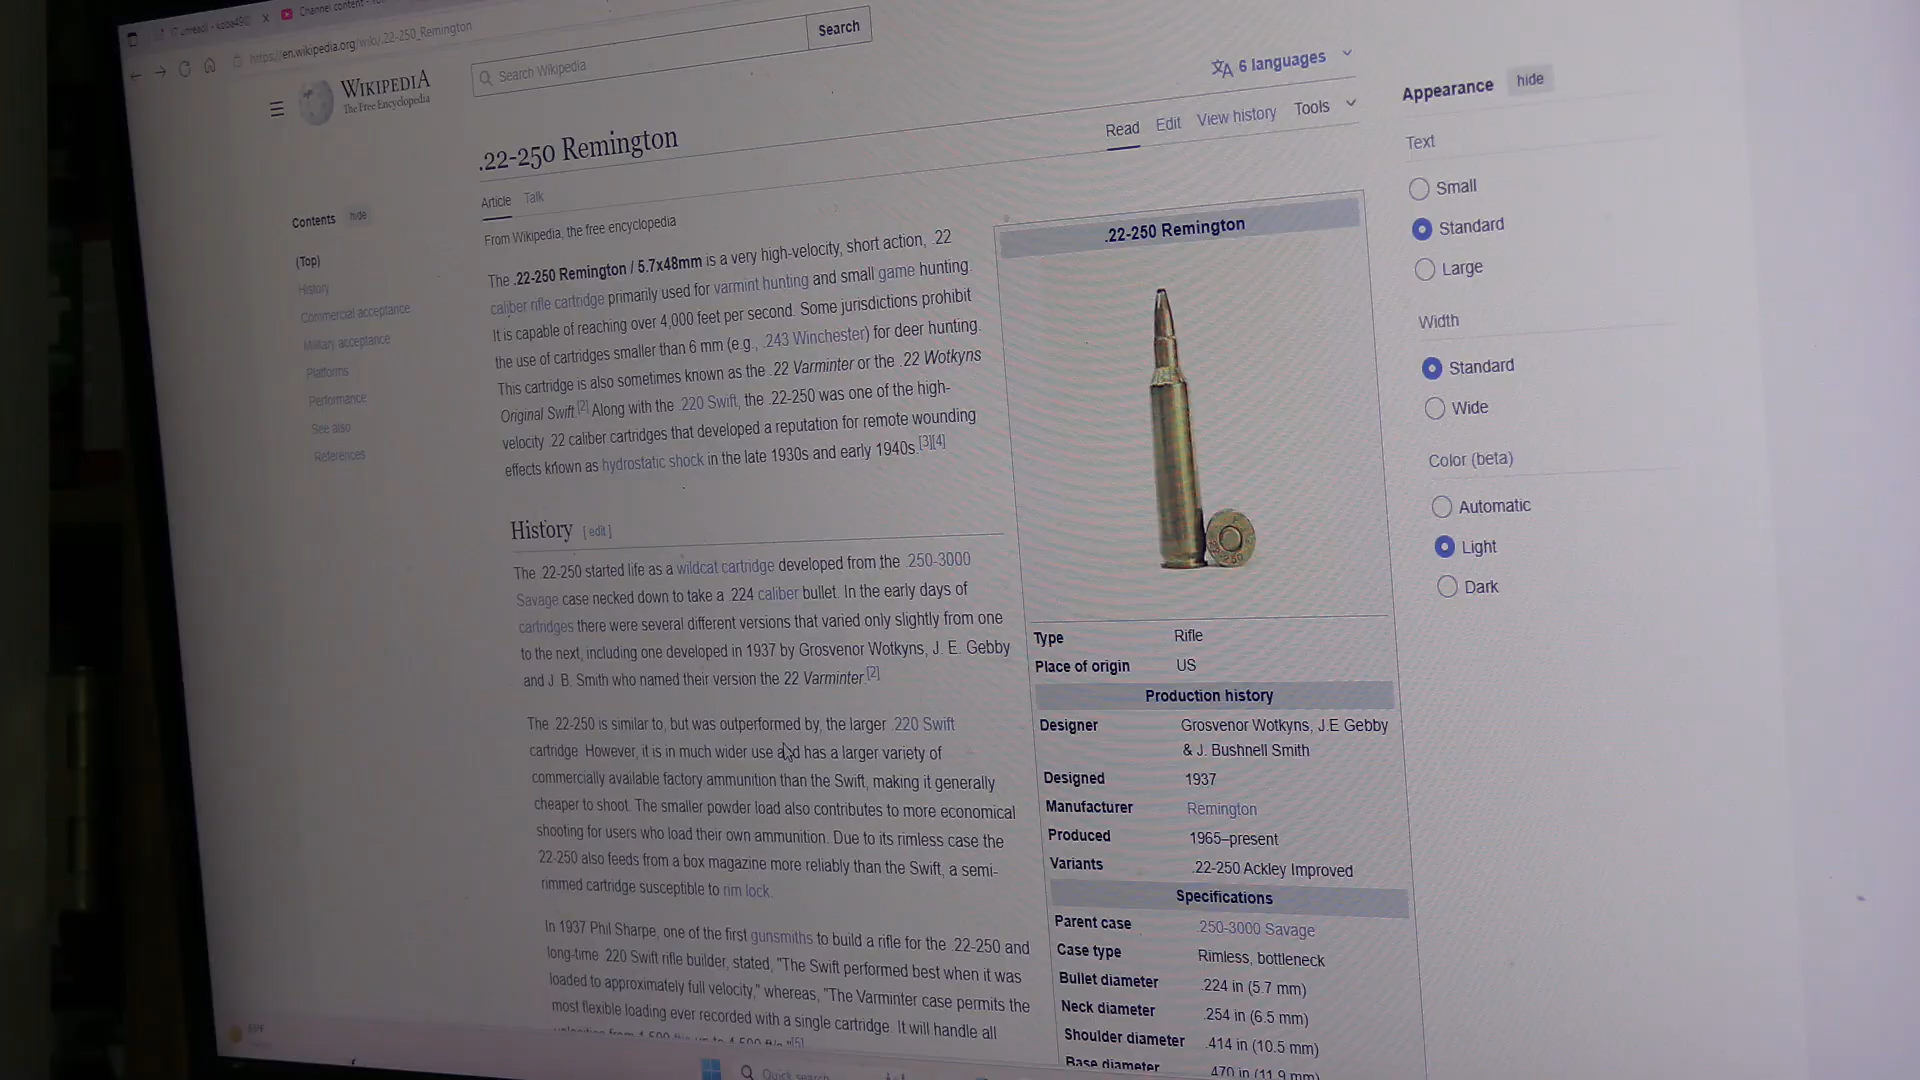 Channel content
https://en.wikipedia.org/wiki/.22-250_Remington
WIKIPEDIA
The Free Encyclopedia
Search Wikipedia
Search
6 languages
.22-250 Remington
Read Edit View history Tools
Article Talk
From Wikipedia, the free encyclopedia
Contents hide
(Top)
History
Commercial acceptance
Military acceptance
Platforms
Performance
See also
References
The .22-250 Remington / 5.7x48mm is a very high-velocity, short action, .22
caliber rifle cartridge primarily used for varmint hunting and small game hunting.
It is capable of reaching over 4,000 feet per second. Some jurisdictions prohibit
the use of cartridges smaller than 6 mm (e.g., .243 Winchester) for deer hunting.
This cartridge is also sometimes known as the .22 Varminter or the .22 Wotkyns
Original Swift.[2] Along with the .220 Swift, the .22-250 was one of the high-
velocity .22 caliber cartridges that developed a reputation for remote wounding
effects known as hydrostatic shock in the late 1930s and early 1940s.[3][4]
History [ edit ]
The .22-250 started life as a wildcat cartridge developed from the .250-3000
Savage case necked down to take a .224 caliber bullet. In the early days of
cartridges there were several different versions that varied only slightly from one
to the next, including one developed in 1937 by Grosvenor Wotkyns, J. E. Gebby
and J. B. Smith who named their version the 22 Varminter.[2]
The .22-250 is similar to, but was outperformed by, the larger .220 Swift
cartridge. However, it is in much wider use and has a larger variety of
commercially available factory ammunition than the Swift, making it generally
cheaper to shoot. The smaller powder load also contributes to more economical
shooting for users who load their own ammunition. Due to its rimless case the
.22-250 also feeds from a box magazine more reliably than the Swift, a semi-
rimmed cartridge susceptible to rim lock.
In 1937 Phil Sharpe, one of the first gunsmiths to build a rifle for the .22-250 and
long-time .220 Swift rifle builder, stated, "The Swift performed best when it was
loaded to approximately full velocity," whereas, "The Varminter case permits the
most flexible loading ever recorded with a single cartridge. It will handle all
.22-250 Remington
Type Rifle
Place of origin US
Production history
Designer Grosvenor Wotkyns, J.E Gebby
& J. Bushnell Smith
Designed 1937
Manufacturer Remington
Produced 1965–present
Variants .22-250 Ackley Improved
Specifications
Parent case .250-3000 Savage
Case type Rimless, bottleneck
Bullet diameter .224 in (5.7 mm)
Neck diameter .254 in (6.5 mm)
Shoulder diameter .414 in (10.5 mm)
Base diameter .470 in (11.9 mm)
Appearance hide
Text
Small
Standard
Large
Width
Standard
Wide
Color (beta)
Automatic
Light
Dark
Quick search